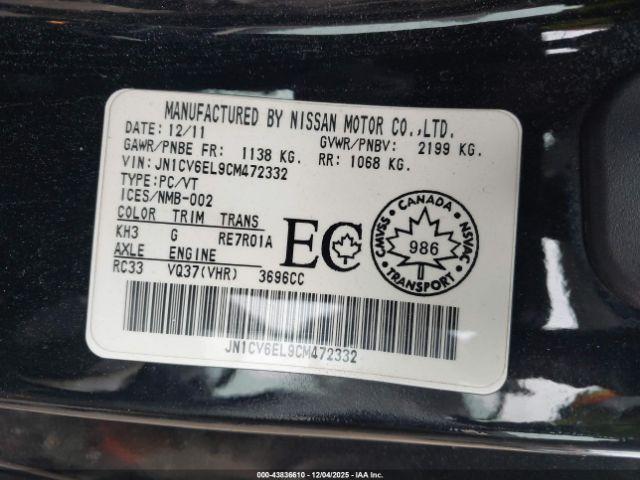 MANUFACTURED BY NISSAN MOTOR CO.,LTD.
DATE: 12/11 GVWR/PNBV: 2199 KG.
GAWR/PNBE FR: 1138 KG. RR: 1068 KG.
VIN: JN1CV6EL9CM472332
TYPE: PC/VT
ICES/NMB-002
COLOR TRIM TRANS
KH3 G RE7R01A
AXLE ENGINE
RC33 VQ37(VHR) 3696CC
EC
CANADA
CMVSS 986 NSVAC
TRANSPORT
JN1CV6EL9CM472332
000-43836610 - 12/04/2025 - IAA Inc.